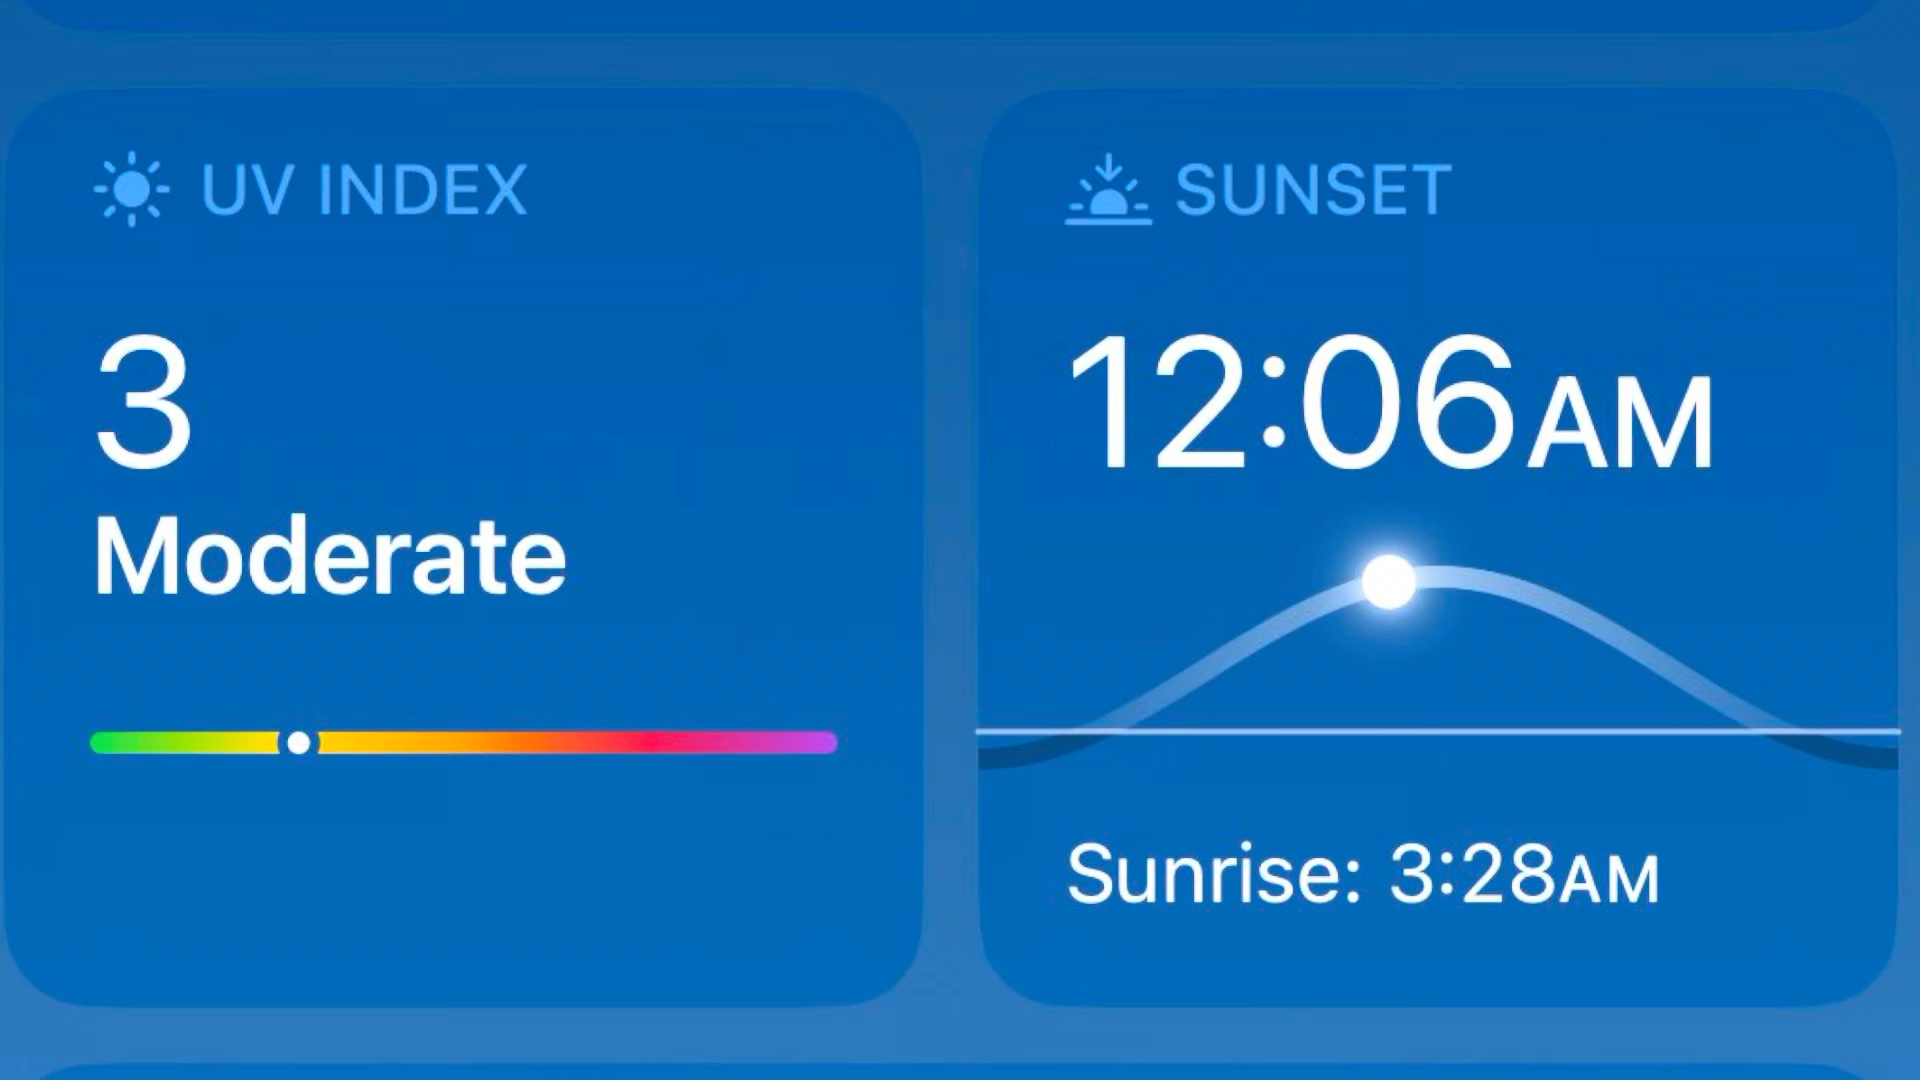 UV INDEX
3
Moderate
SUNSET
12:06AM
Sunrise: 3:28AM